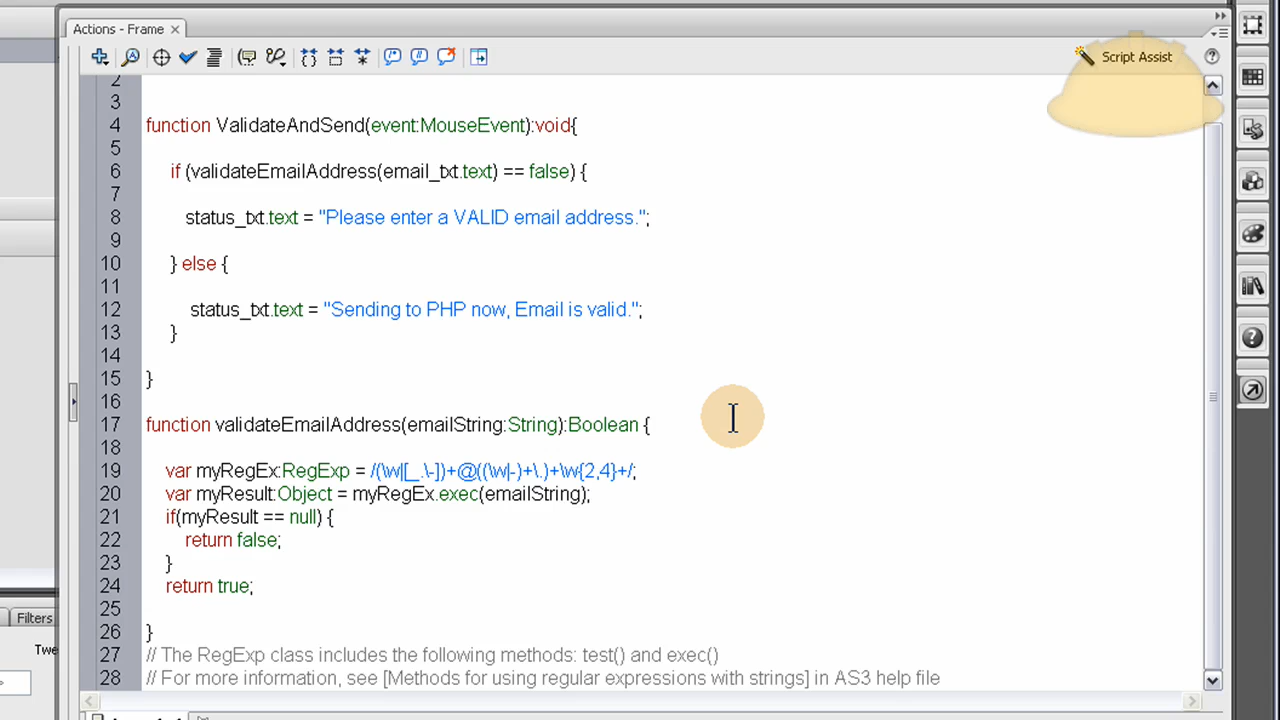 Actions - Frame
Script Assist
2
3
4 function ValidateAndSend(event:MouseEvent):void{
5
6 if (validateEmailAddress(email_txt.text) == false) {
7
8 status_txt.text = "Please enter a VALID email address.";
9
10 } else {
11
12 status_txt.text = "Sending to PHP now, Email is valid.";
13 }
14
15 }
16
17 function validateEmailAddress(emailString:String):Boolean {
18
19 var myRegEx:RegExp = /(\w|[_.\-])+@((\w|-)+\.)+\w{2,4}+/;
20 var myResult:Object = myRegEx.exec(emailString);
21 if(myResult == null) {
22 return false;
23 }
24 return true;
25
26 }
27 // The RegExp class includes the following methods: test() and exec()
28 // For more information, see [Methods for using regular expressions with strings] in AS3 help file
Filters
Twe